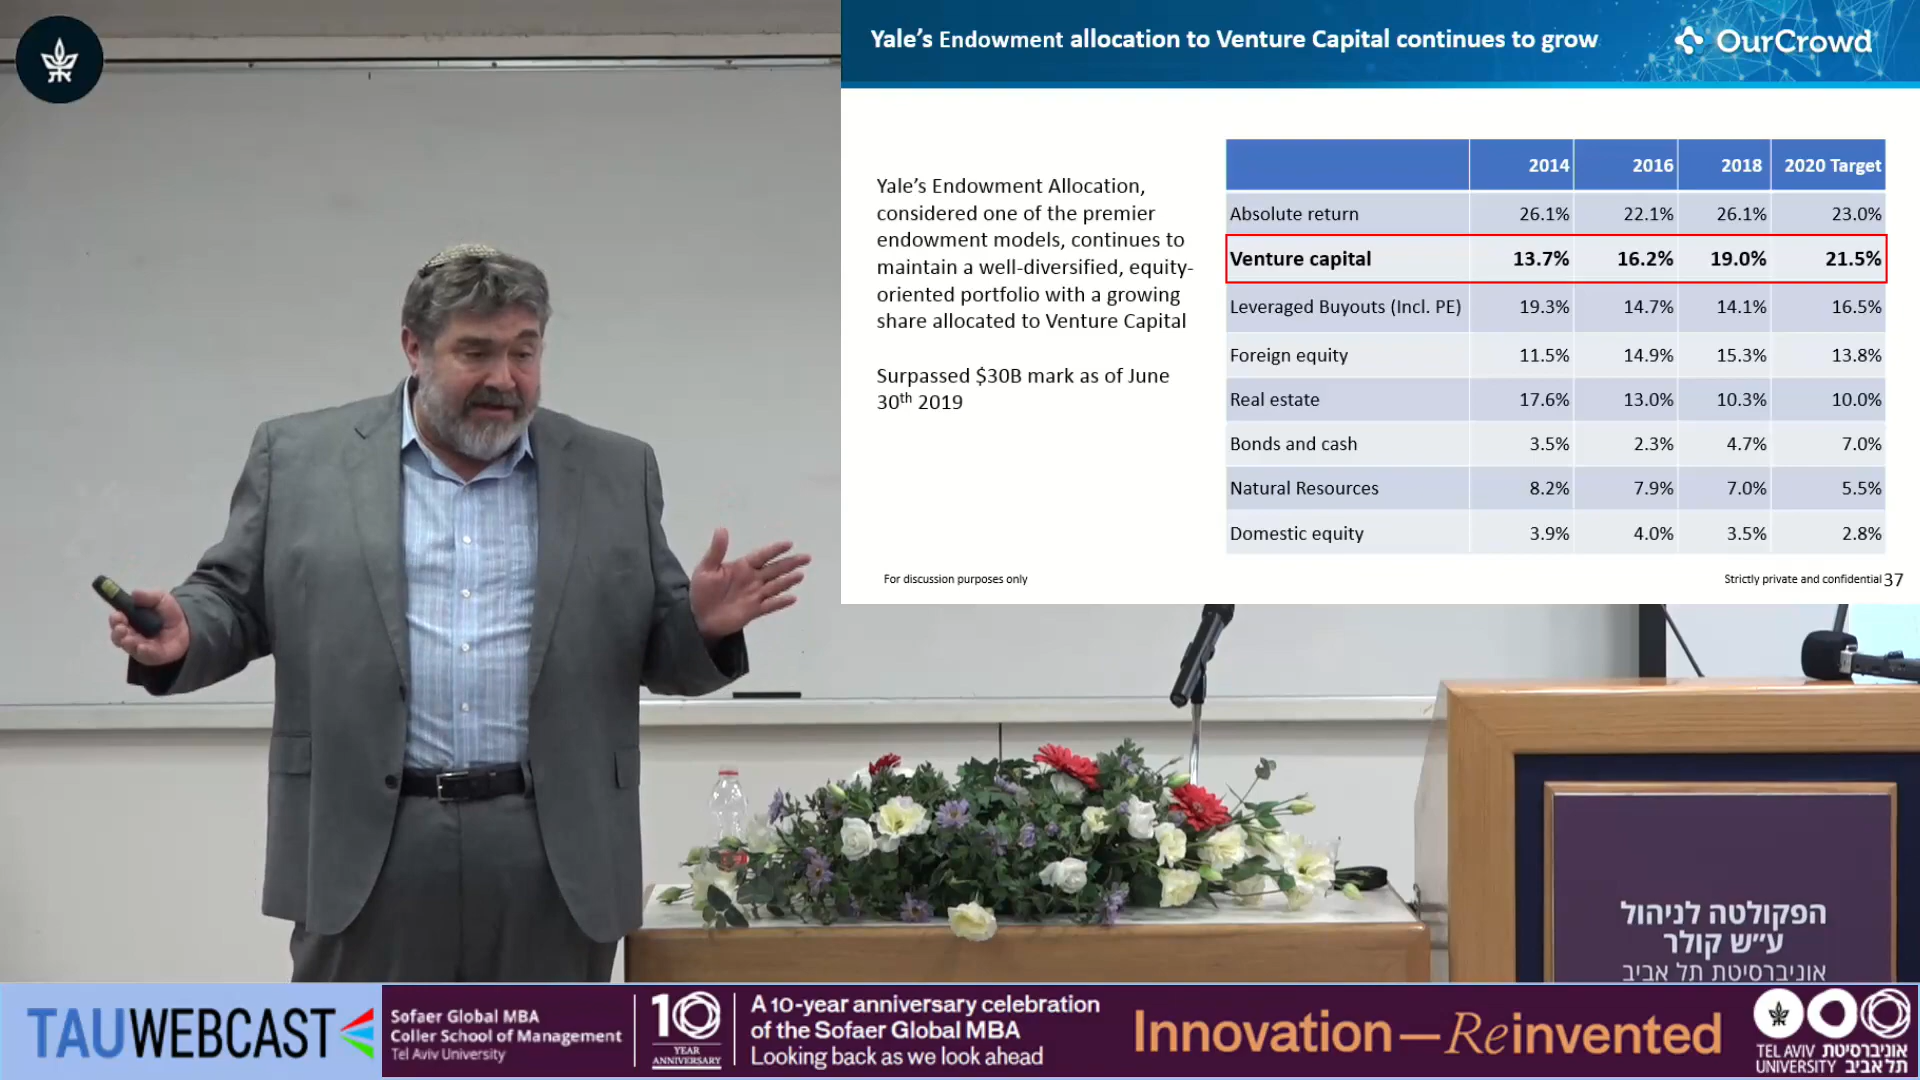 Yale's Endowment allocation to Venture Capital continues to grow
OurCrowd
Yale's Endowment Allocation,
considered one of the premier
endowment models, continues to
maintain a well-diversified, equity-
oriented portfolio with a growing
share allocated to Venture Capital
Surpassed $30B mark as of June
30th 2019
2014 2016 2018 2020 Target
Absolute return 26.1% 22.1% 26.1% 23.0%
Venture capital 13.7% 16.2% 19.0% 21.5%
Leveraged Buyouts (Incl. PE) 19.3% 14.7% 14.1% 16.5%
Foreign equity 11.5% 14.9% 15.3% 13.8%
Real estate 17.6% 13.0% 10.3% 10.0%
Bonds and cash 3.5% 2.3% 4.7% 7.0%
Natural Resources 8.2% 7.9% 7.0% 5.5%
Domestic equity 3.9% 4.0% 3.5% 2.8%
For discussion purposes only
Strictly private and confidential 37
הפקולטה לניהול
ע״ש קולר
אוניברסיטת תל אביב
TAUWEBCAST
Sofaer Global MBA
Coller School of Management
Tel Aviv University
10
YEAR
ANNIVERSARY
A 10-year anniversary celebration
of the Sofaer Global MBA
Looking back as we look ahead
Innovation—Reinvented
TEL AVIV אוניברסיטת
UNIVERSITY תל אביב